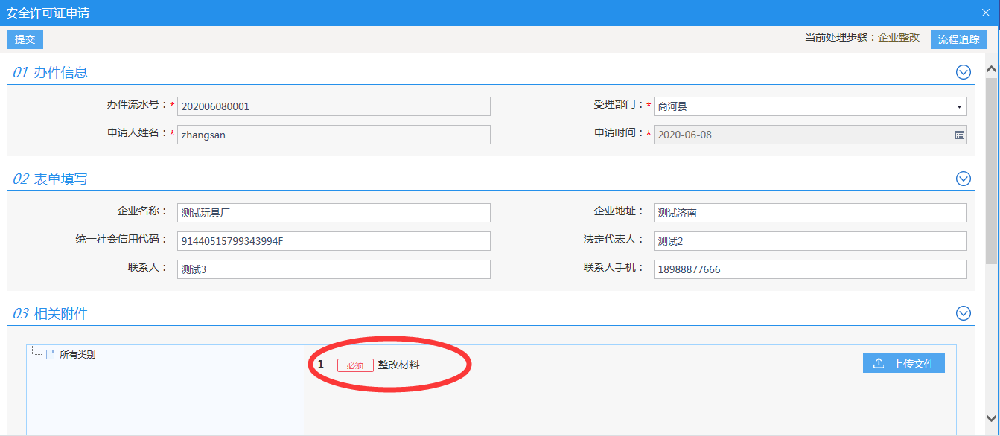 安全许可证申请
提交
当前处理步骤：企业整改
流程追踪
01 办件信息
办件流水号：* 202006080001
受理部门：* 商河县
申请人姓名：* zhangsan
申请时间：* 2020-06-08
02 表单填写
企业名称： 测试玩具厂
企业地址： 测试济南
统一社会信用代码： 91440515799343994F
法定代表人： 测试2
联系人： 测试3
联系人手机： 18988877666
03 相关附件
所有类别
1 必须 整改材料
上传文件